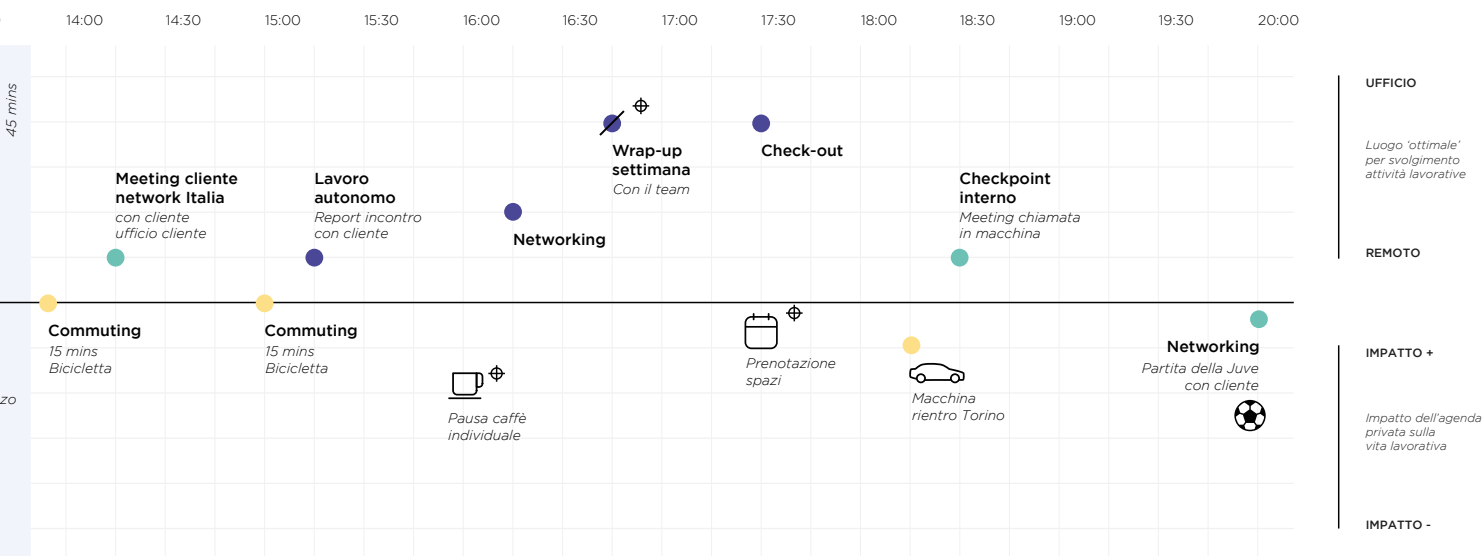 14:00 14:30 15:00 15:30 16:00 16:30 17:00 17:30 18:00 18:30 19:00 19:30 20:00
45 mins
Meeting cliente
network Italia
con cliente
ufficio cliente
Lavoro
autonomo
Report incontro
con cliente
Networking
Wrap-up
settimana
Con il team
Check-out
Checkpoint
interno
Meeting chiamata
in macchina
UFFICIO
Luogo ‘ottimale’
per svolgimento
attività lavorative
REMOTO
Commuting
15 mins
Bicicletta
Commuting
15 mins
Bicicletta
Pausa caffè
individuale
Prenotazione
spazi
Macchina
rientro Torino
Networking
Partita della Juve
con cliente
IMPATTO +
Impatto dell’agenda
privata sulla
vita lavorativa
IMPATTO -